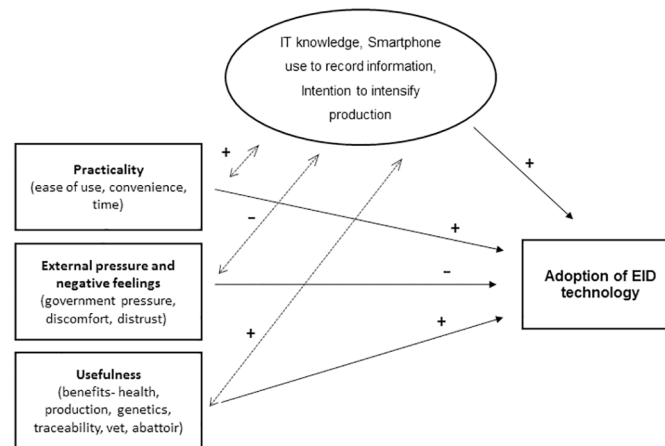 IT knowledge, Smartphone
use to record information,
Intention to intensify
production
+
+
Practicality
(ease of use, convenience,
time)
+
–
External pressure and
negative feelings
(government pressure,
discomfort, distrust)
–
Adoption of EID
technology
+
+
Usefulness
(benefits- health,
production, genetics,
traceability, vet, abattoir)